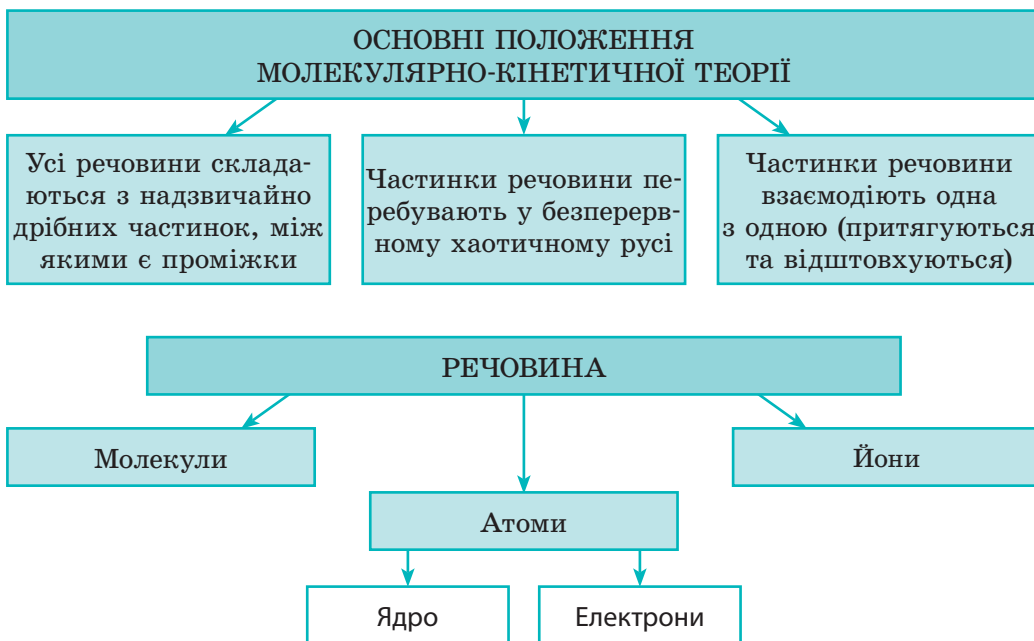 ОСНОВНІ ПОЛОЖЕННЯ
МОЛЕКУЛЯРНО-КІНЕТИЧНОЇ ТЕОРІЇ
Усі речовини склада-
ються з надзвичайно
дрібних частинок, між
якими є проміжки
Частинки речовини пе-
ребувають у безперерв-
ному хаотичному русі
Частинки речовини
взаємодіють одна
з одною (притягуються
та відштовхуються)
РЕЧОВИНА
Молекули
Йони
Атоми
Ядро
Електрони